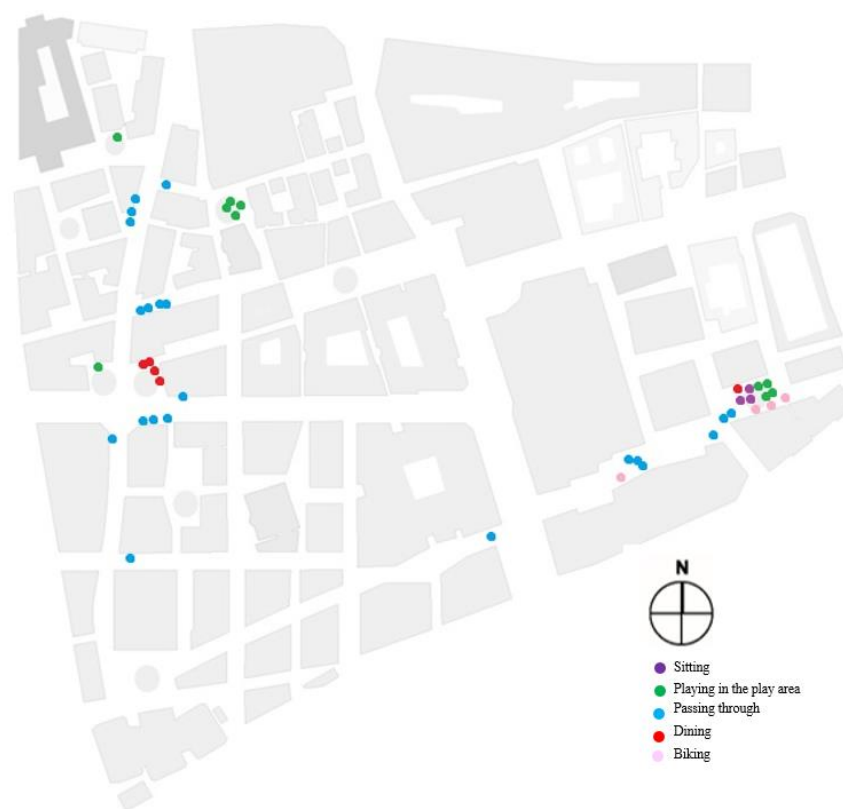 N
Sitting
Playing in the play area
Passing through
Dining
Biking